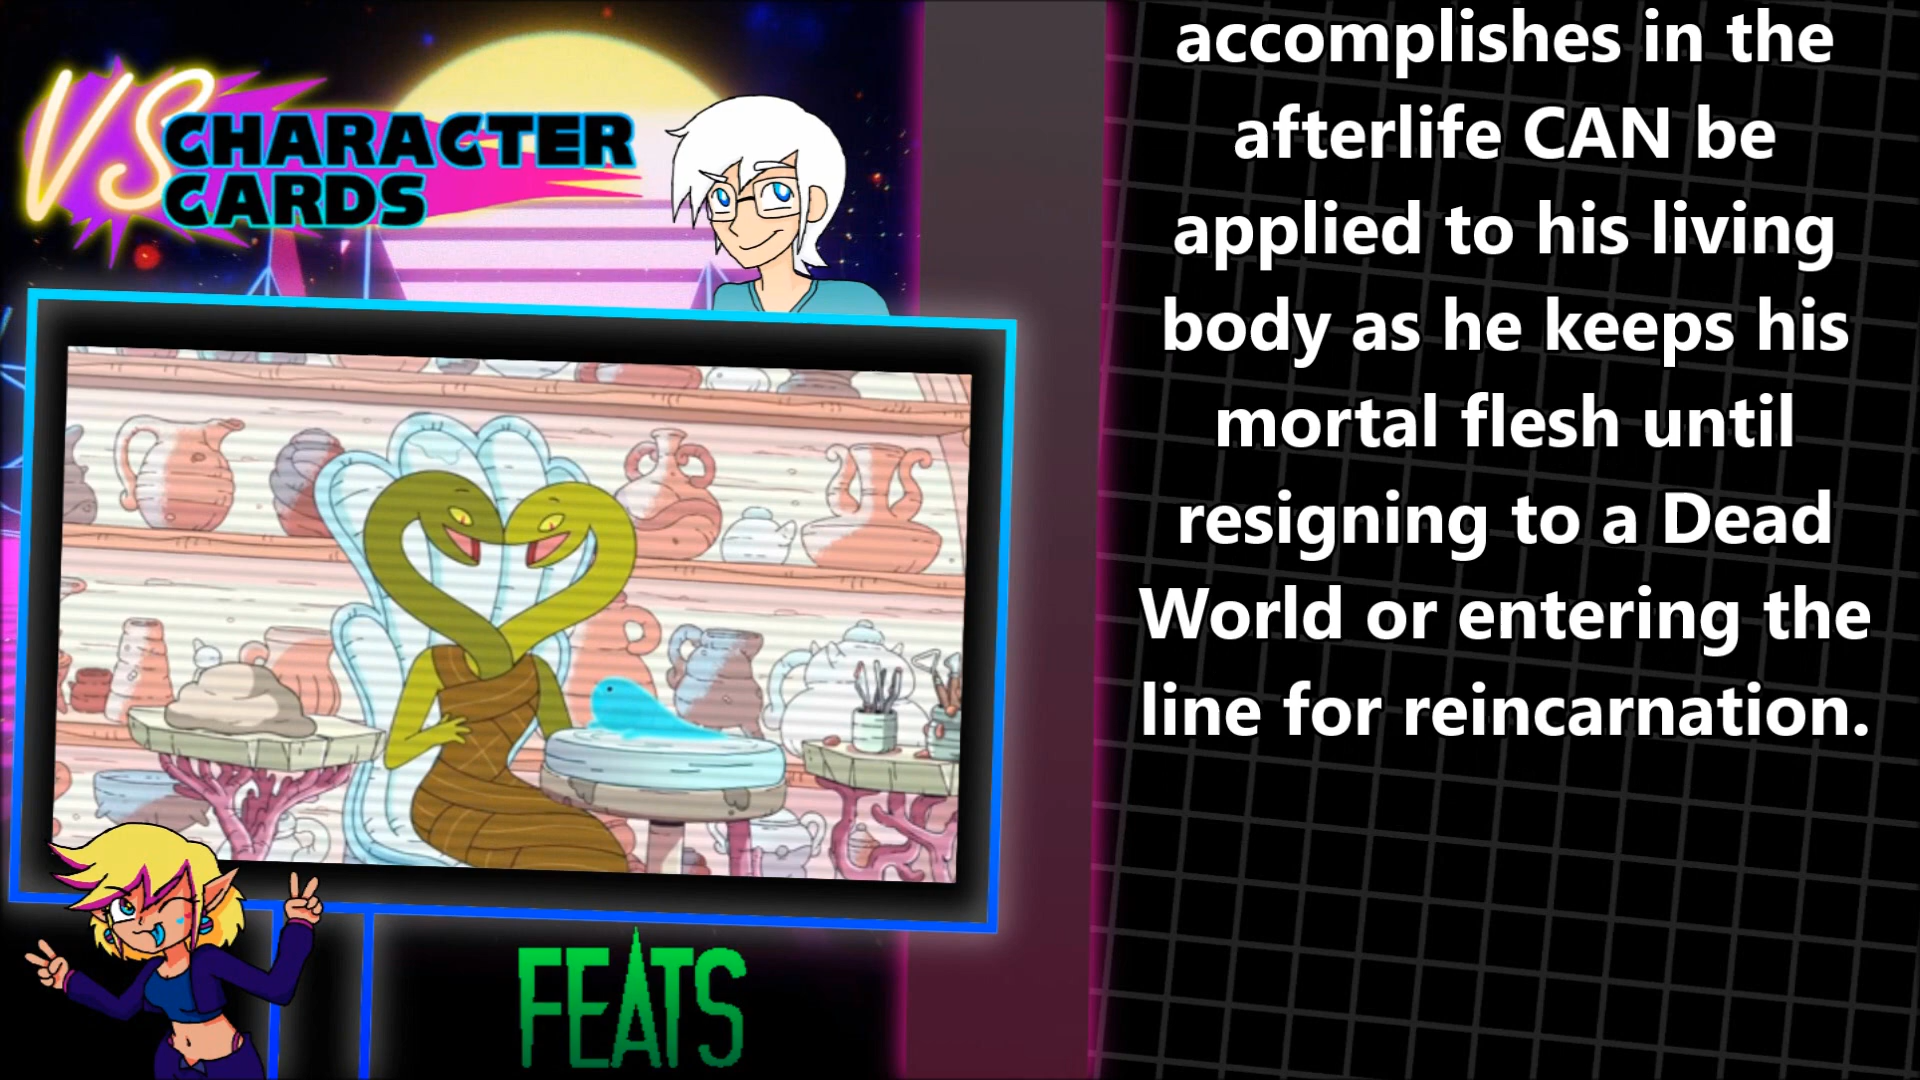 VS CHARACTER
CARDS
accomplishes in the
afterlife CAN be
applied to his living
body as he keeps his
mortal flesh until
resigning to a Dead
World or entering the
line for reincarnation.
FEATS